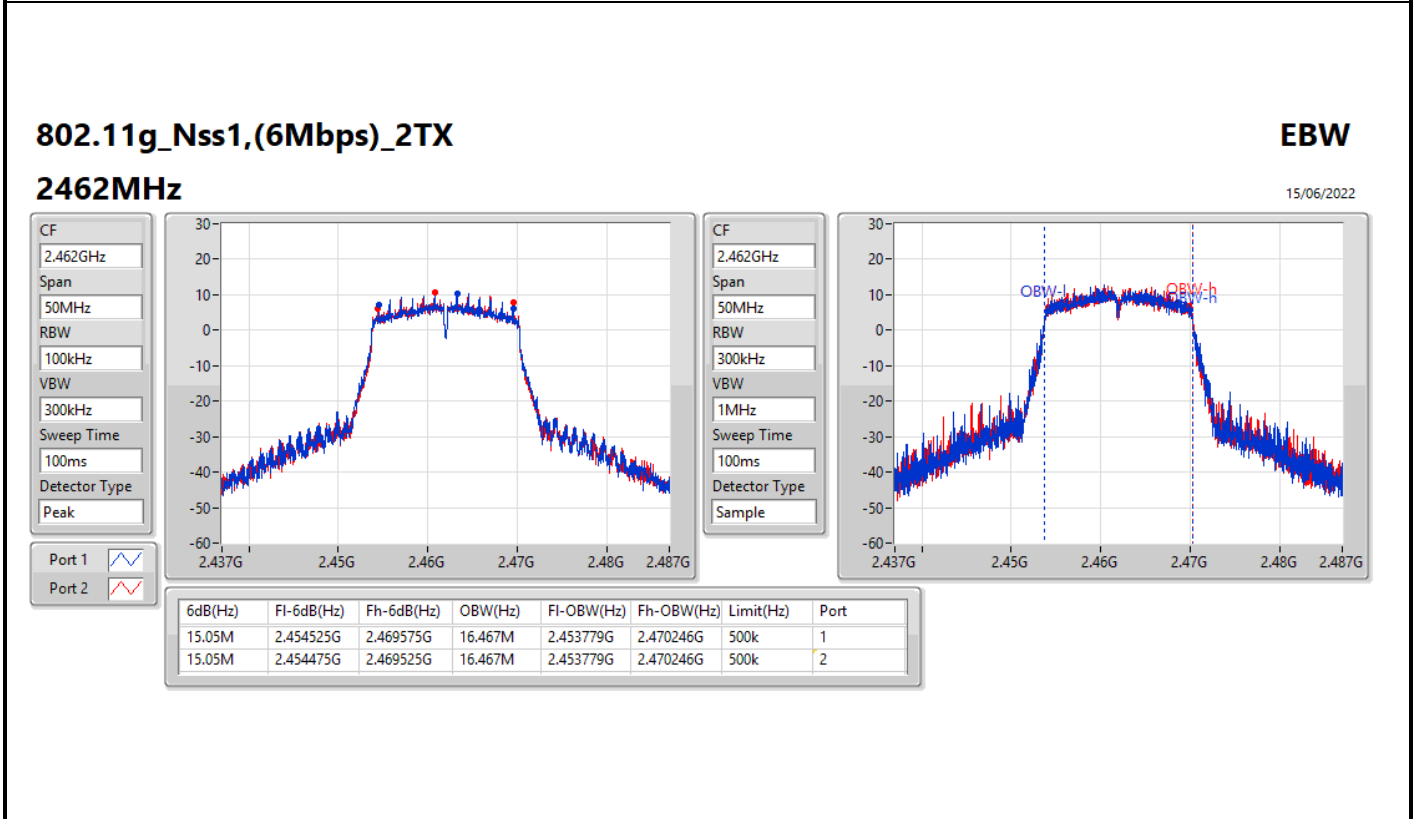 802.11g_Nss1,(6Mbps)_2TX EBW
2462MHz 15/06/2022
CF
2.462GHz
Span
50MHz
RBW
100kHz
VBW
300kHz
Sweep Time
100ms
Detector Type
Peak
Port 1
Port 2
30
20
10
0
-10
-20
-30
-40
-50
-60
2.437G 2.45G 2.46G 2.47G 2.48G 2.487G
CF
2.462GHz
Span
50MHz
RBW
300kHz
VBW
1MHz
Sweep Time
100ms
Detector Type
Sample
30
20
10
0
-10
-20
-30
-40
-50
-60
OBW-l OBW-h
OBW-h
2.437G 2.45G 2.46G 2.47G 2.48G 2.487G
6dB(Hz) Fl-6dB(Hz) Fh-6dB(Hz) OBW(Hz) Fl-OBW(Hz) Fh-OBW(Hz) Limit(Hz) Port
15.05M 2.454525G 2.469575G 16.467M 2.453779G 2.470246G 500k 1
15.05M 2.454475G 2.469525G 16.467M 2.453779G 2.470246G 500k 2